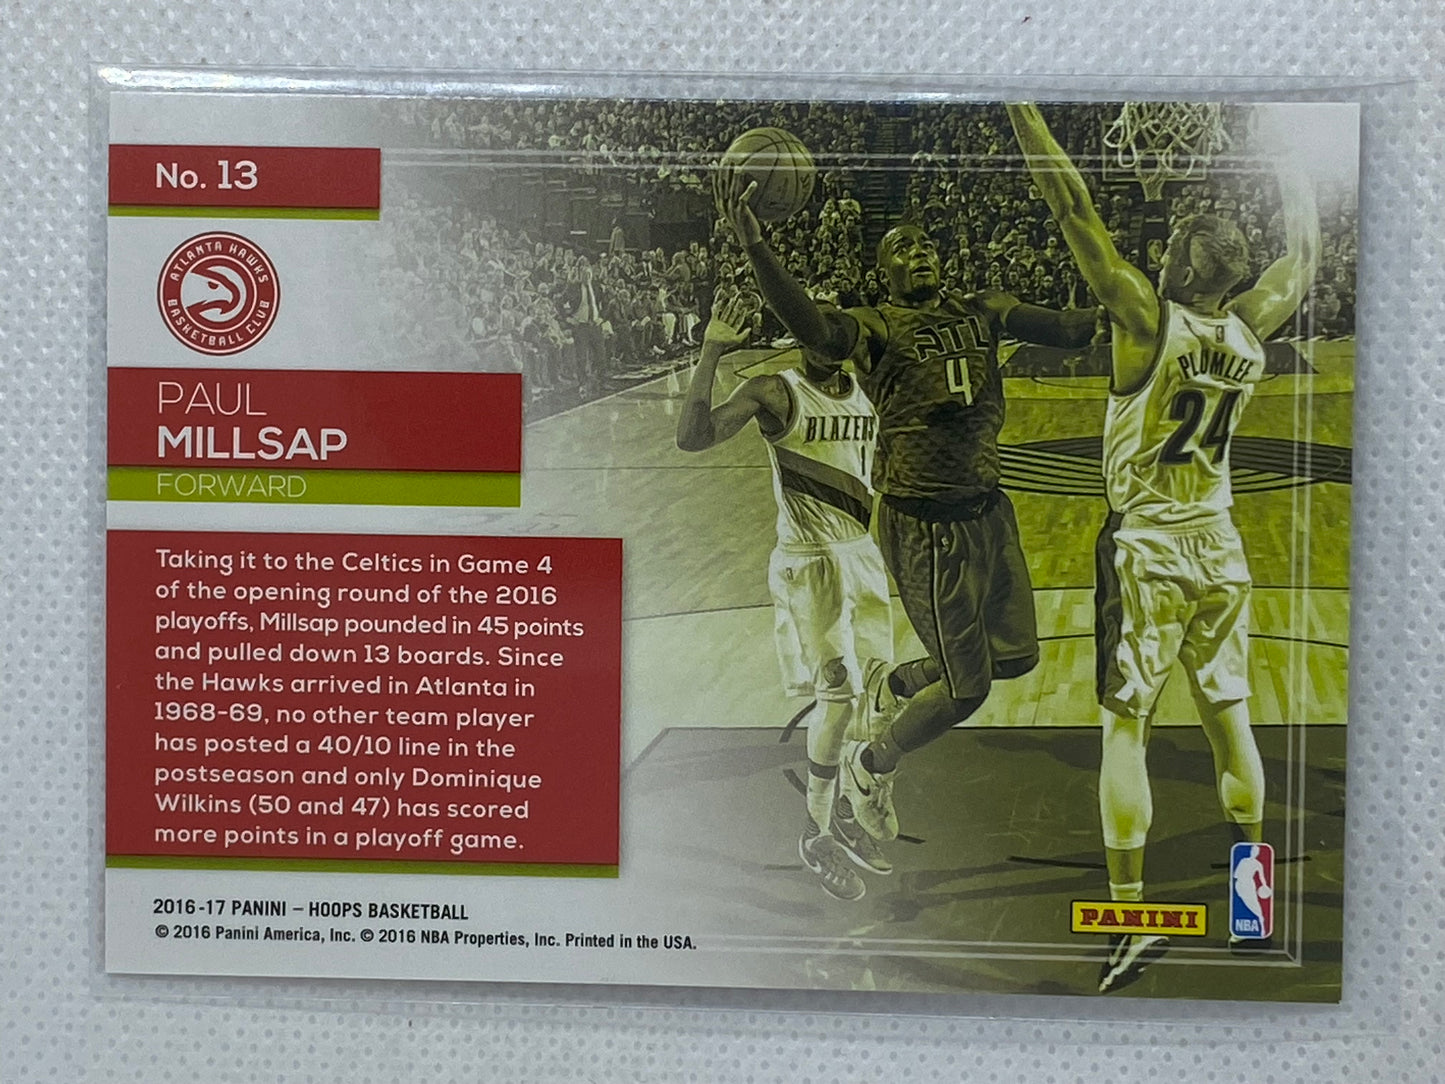 No. 13
ATLANTA HAWKS
BASKETBALL CLUB
PAUL
MILLSAP
FORWARD
Taking it to the Celtics in Game 4
of the opening round of the 2016
playoffs, Millsap pounded in 45 points
and pulled down 13 boards. Since
the Hawks arrived in Atlanta in
1968-69, no other team player
has posted a 40/10 line in the
postseason and only Dominique
Wilkins (50 and 47) has scored
more points in a playoff game.
2016-17 PANINI – HOOPS BASKETBALL
© 2016 Panini America, Inc. © 2016 NBA Properties, Inc. Printed in the USA.
ATL
4
BLAZERS
1
PLUMLEE
24
PANINI
NBA